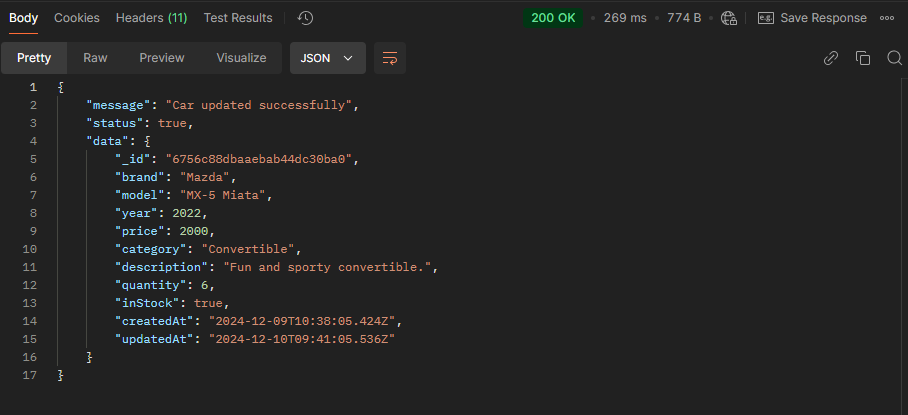 Body Cookies Headers (11) Test Results 200 OK • 269 ms • 774 B • e.g. Save Response
Pretty Raw Preview Visualize JSON
1 {
2 "message": "Car updated successfully",
3 "status": true,
4 "data": {
5 "_id": "6756c88dbaaebab44dc30ba0",
6 "brand": "Mazda",
7 "model": "MX-5 Miata",
8 "year": 2022,
9 "price": 2000,
10 "category": "Convertible",
11 "description": "Fun and sporty convertible.",
12 "quantity": 6,
13 "inStock": true,
14 "createdAt": "2024-12-09T10:38:05.424Z",
15 "updatedAt": "2024-12-10T09:41:05.536Z"
16 }
17 }